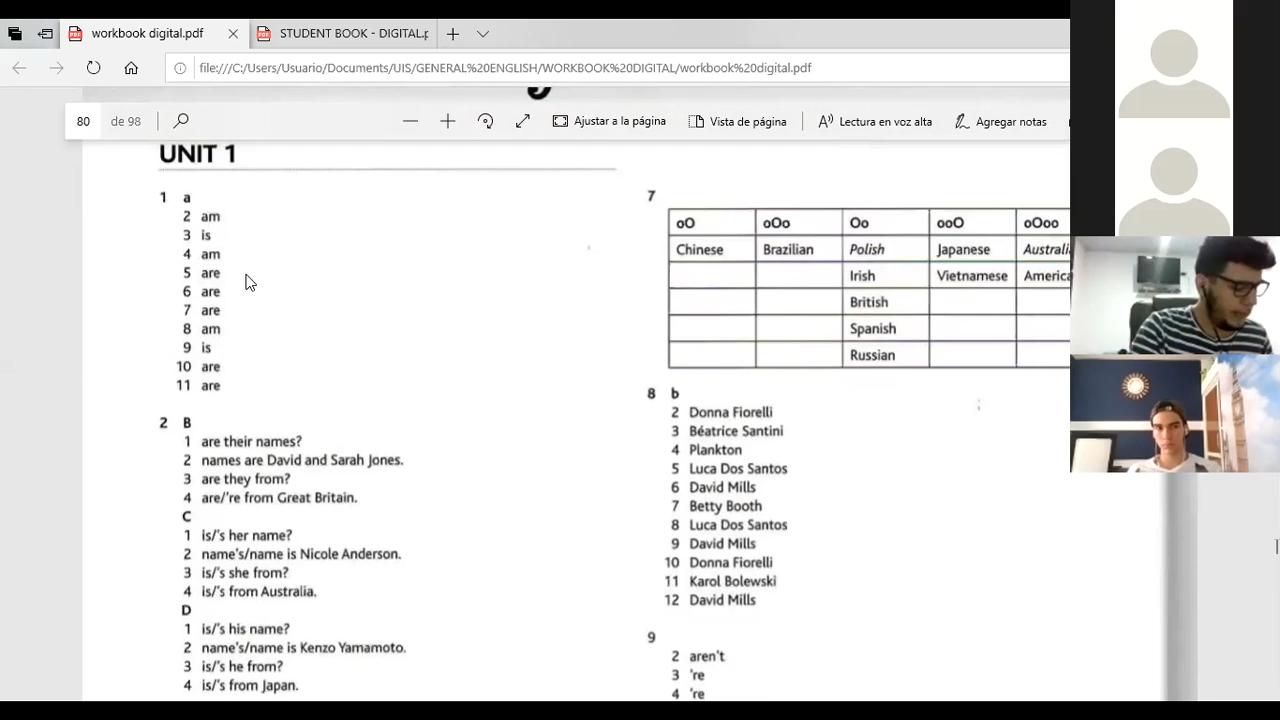 workbook digital.pdf
STUDENT BOOK - DIGITAL.p
file:///C:/Users/Usuario/Documents/UIS/GENERAL%20ENGLISH/WORKBOOK%20DIGITAL/workbook%20digital.pdf
80 de 98
Ajustar a la página
Vista de página
Lectura en voz alta
Agregar notas
UNIT 1
1 a
2 am
3 is
4 am
5 are
6 are
7 are
8 am
9 is
10 are
11 are
2 B
1 are their names?
2 names are David and Sarah Jones.
3 are they from?
4 are/'re from Great Britain.
C
1 is/'s her name?
2 name's/name is Nicole Anderson.
3 is/'s she from?
4 is/'s from Australia.
D
1 is/'s his name?
2 name's/name is Kenzo Yamamoto.
3 is/'s he from?
4 is/'s from Japan.
7
oO oOo Oo ooO oOoo
Chinese Brazilian Polish Japanese Australi
Irish Vietnamese America
British
Spanish
Russian
8 b
2 Donna Fiorelli
3 Béatrice Santini
4 Plankton
5 Luca Dos Santos
6 David Mills
7 Betty Booth
8 Luca Dos Santos
9 David Mills
10 Donna Fiorelli
11 Karol Bolewski
12 David Mills
9
2 aren't
3 're
4 're